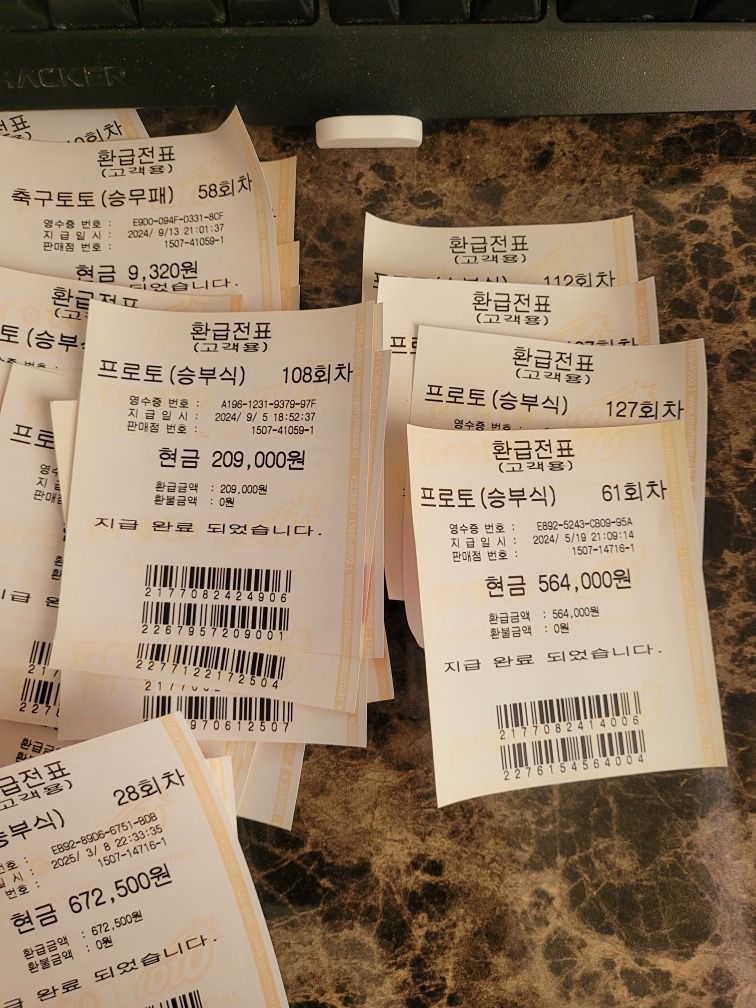 HACKER
환급전표
(고객용)
축구토토(승무패) 58회차
영수증 번호 : E9D0-094F-D331-8CF
지 급 일 시 : 2024/ 9/13 21:01:37
판매점 번호 : 1507-41059-1
현금 9,320원
환급전표
환급전표
(고객용)
프로토(승부식) 108회차
영수증 번호 : A196-1231-9379-97F
지 급 일 시 : 2024/ 9/ 5 18:52:37
판매점 번호 : 1507-41059-1
현금 209,000원
환급금액 : 209,000원
환불금액 : 0원
지급 완료 되었습니다.
2177082424906
2267957209001
2277122172504
970612507
환급전표
(고객용)
112회차
환급전표
(고객용)
환급전표
(고객용)
프로토(승부식) 127회차
환급전표
(고객용)
프로토(승부식) 61회차
영수증 번호 : E892-5243-CB09-95A
지 급 일 시 : 2024/ 5/19 21:09:14
판매점 번호 : 1507-14716-1
현금 564,000원
환급금액 : 564,000원
환불금액 : 0원
지급 완료 되었습니다.
2177082414006
2276154564004
급전표
고객용)
승부식) 28회차
번호 : EB92-8906-6751-BDB
일 시 : 2025/ 3/ 8 22:33:35
번호 : 1507-14716-1
현금 672,500원
환급금액 : 672,500원
환불금액 : 0원
급 완료 되었습니다.